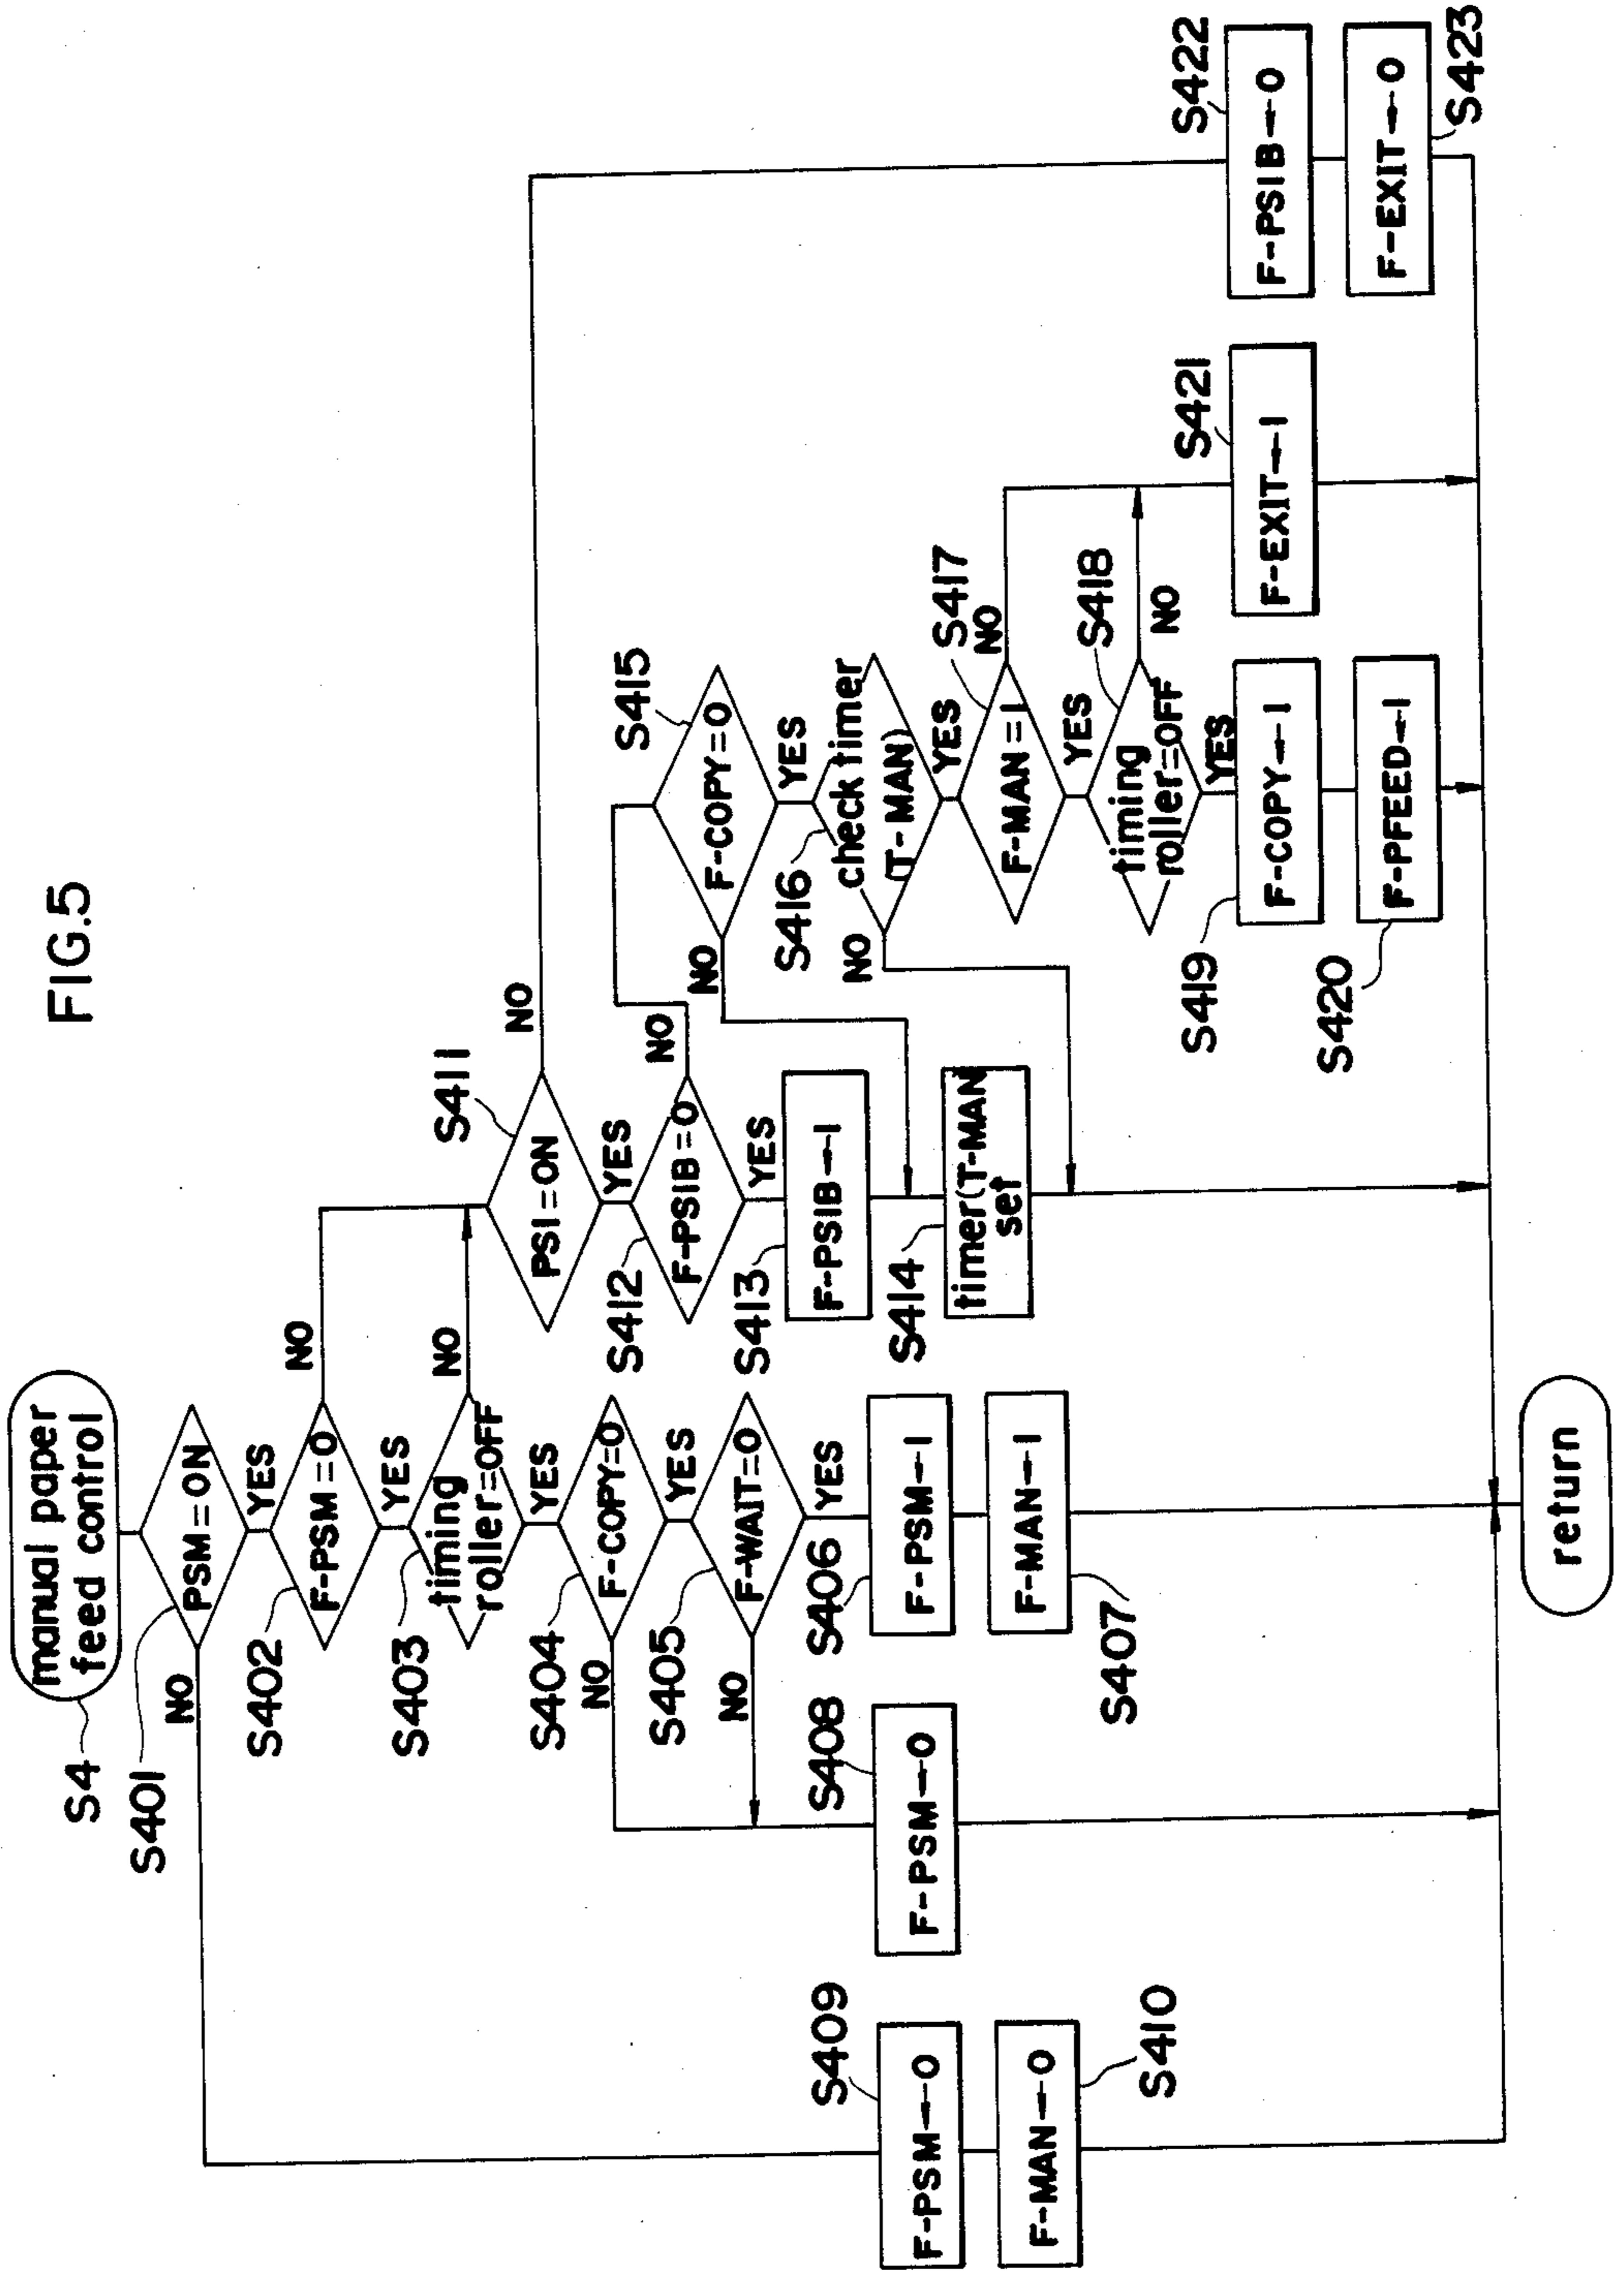 FIG.5
S4
manual paper
feed control
S401
PSM=ON
NO
YES
S402
F-PSM=0
NO
YES
S403
timing
roller=OFF
NO
YES
S404
F-COPY=0
NO
YES
S405
F-WAIT=0
NO
YES
S406
F-PSM←1
S407
F-MAN←1
S408
F-PSM←0
S409
F-PSM←0
S410
F-MAN←0
S411
PS1=ON
NO
YES
S412
F-PS1B=0
NO
YES
S413
F-PS1B←1
S414
timer(T-MAN
set
S415
F-COPY=0
NO
YES
S416
check timer
(T-MAN)
NO
YES
S417
F-MAN=1
NO
YES
S418
timing
roller=OFF
NO
YES
S419
F-COPY←1
S420
F-PFEED←1
S421
F-EXIT←1
S422
F-PS1B←0
S423
F-EXIT←0
return